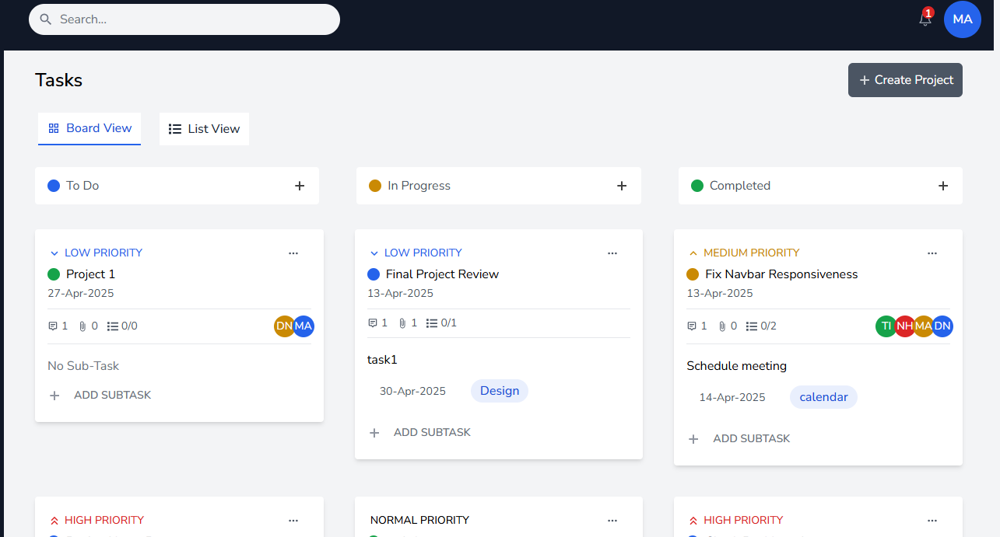 Search...
1
MA
Tasks
+ Create Project
Board View
List View
To Do +
In Progress +
Completed +
LOW PRIORITY ...
Project 1
27-Apr-2025
1 0 0/0 DN MA
No Sub-Task
+ ADD SUBTASK
LOW PRIORITY ...
Final Project Review
13-Apr-2025
1 1 0/1
task1
30-Apr-2025 Design
+ ADD SUBTASK
MEDIUM PRIORITY ...
Fix Navbar Responsiveness
13-Apr-2025
1 0 0/2 TI NH MA DN
Schedule meeting
14-Apr-2025 calendar
+ ADD SUBTASK
HIGH PRIORITY ...
NORMAL PRIORITY ...
HIGH PRIORITY ...